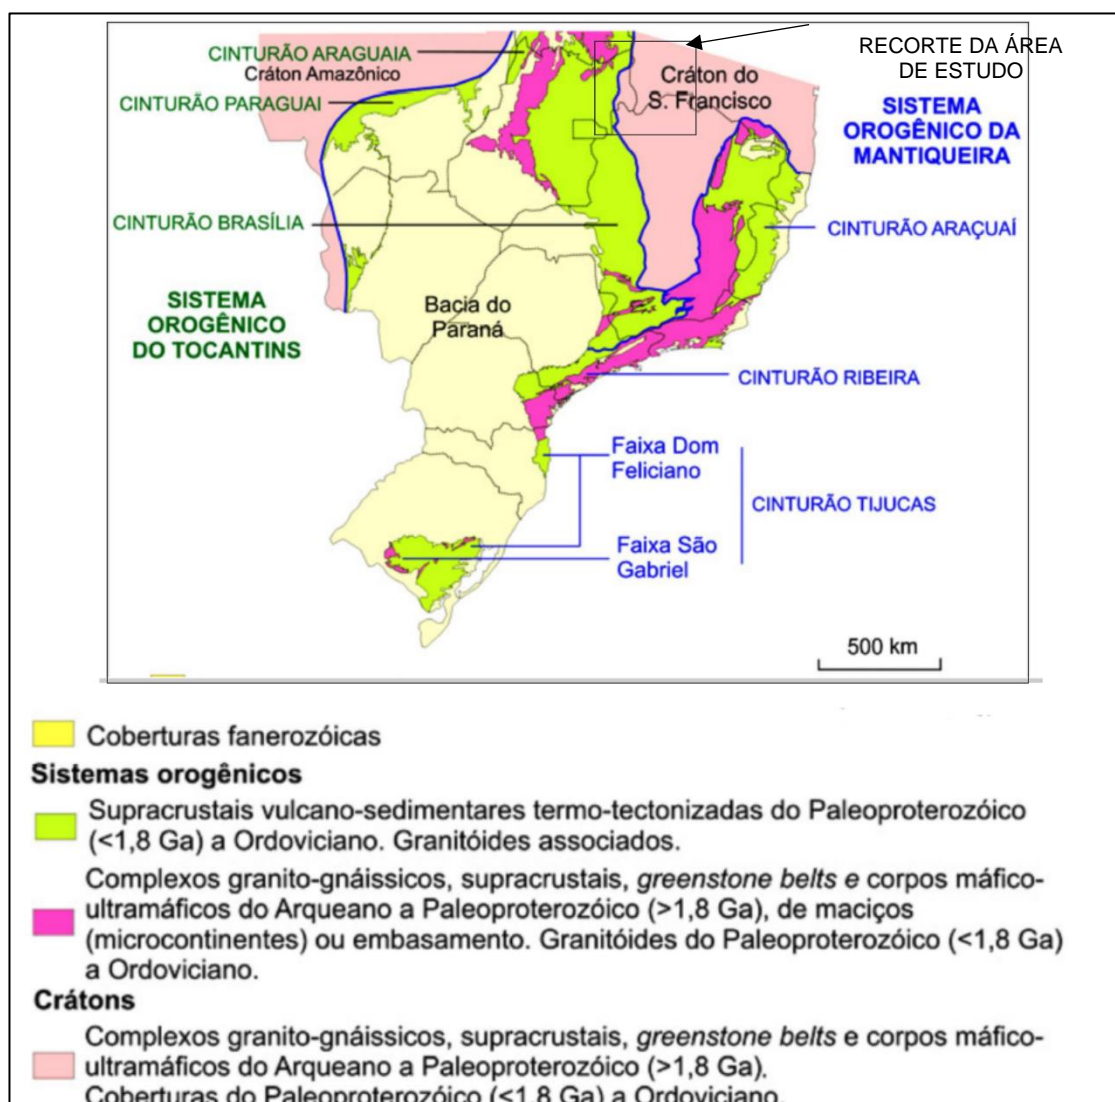 RECORTE DA ÁREA
DE ESTUDO
CINTURÃO ARAGUAIA
Cráton Amazônico
CINTURÃO PARAGUAI
Cráton do
S. Francisco
SISTEMA
OROGÊNICO DA
MANTIQUEIRA
CINTURÃO BRASÍLIA
CINTURÃO ARAÇUAÍ
SISTEMA
OROGÊNICO
DO TOCANTINS
Bacia do
Paraná
CINTURÃO RIBEIRA
Faixa Dom
Feliciano
CINTURÃO TIJUCAS
Faixa São
Gabriel
500 km
Coberturas fanerozóicas
Sistemas orogênicos
Supracrustais vulcano-sedimentares termo-tectonizadas do Paleoproterozóico
(<1,8 Ga) a Ordoviciano. Granitóides associados.
Complexos granito-gnáissicos, supracrustais, greenstone belts e corpos máfico-
ultramáficos do Arqueano a Paleoproterozóico (>1,8 Ga), de maciços
(microcontinentes) ou embasamento. Granitóides do Paleoproterozóico (<1,8 Ga)
a Ordoviciano.
Crátons
Complexos granito-gnáissicos, supracrustais, greenstone belts e corpos máfico-
ultramáficos do Arqueano a Paleoproterozóico (>1,8 Ga).
Coberturas do Paleoproterozóico (<1,8 Ga) a Ordoviciano.